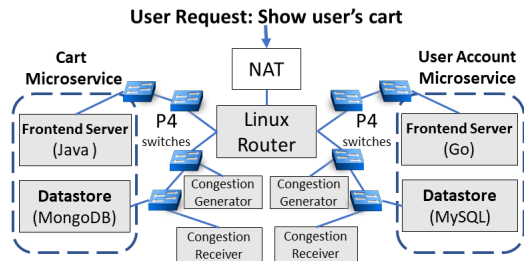 User Request: Show user's cart
Cart
Microservice
NAT
User Account
Microservice
P4
switches
Linux
Router
P4
switches
Frontend Server
(Java )
Frontend Server
(Go)
Datastore
(MongoDB)
Congestion
Generator
Congestion
Generator
Datastore
(MySQL)
Congestion
Receiver
Congestion
Receiver